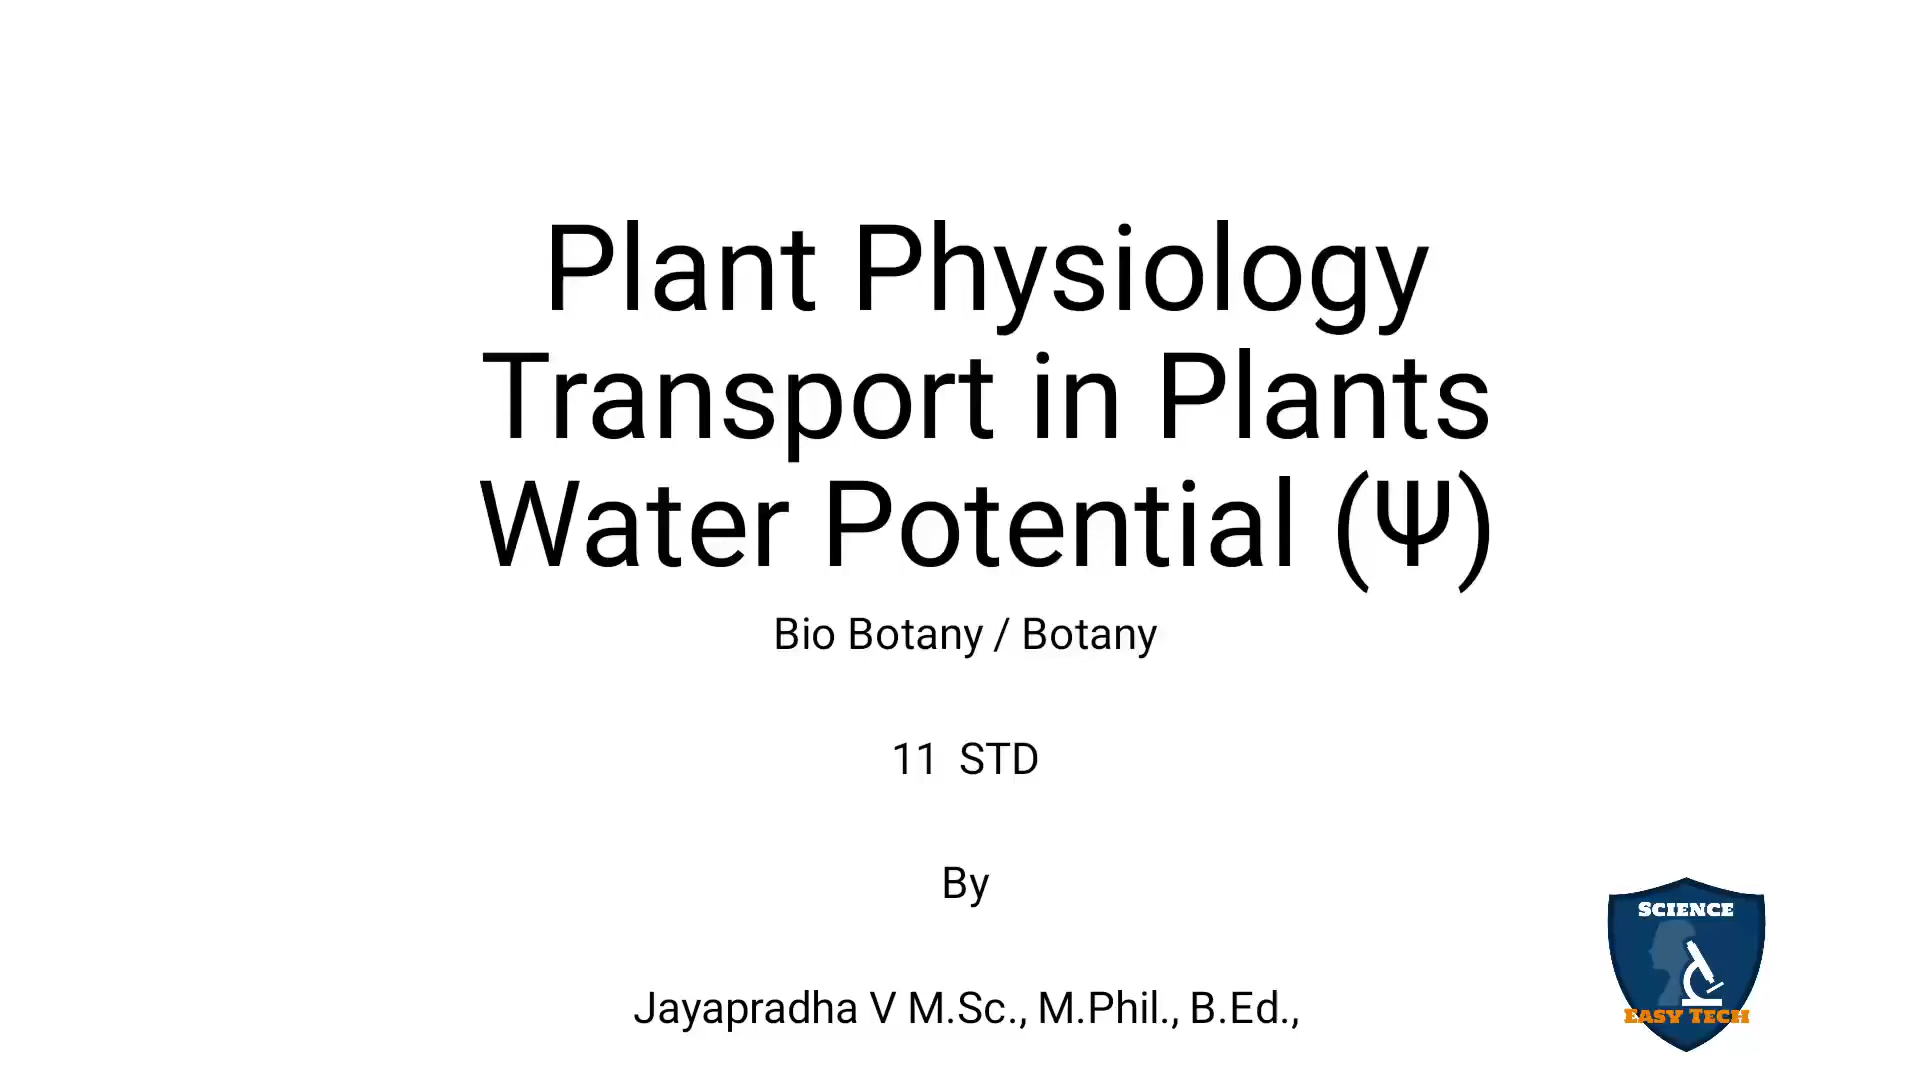 Plant Physiology
Transport in Plants
Water Potential (Ψ)
Bio Botany / Botany
11 STD
By
Jayapradha V M.Sc., M.Phil., B.Ed.,
SCIENCE
EASY TECH